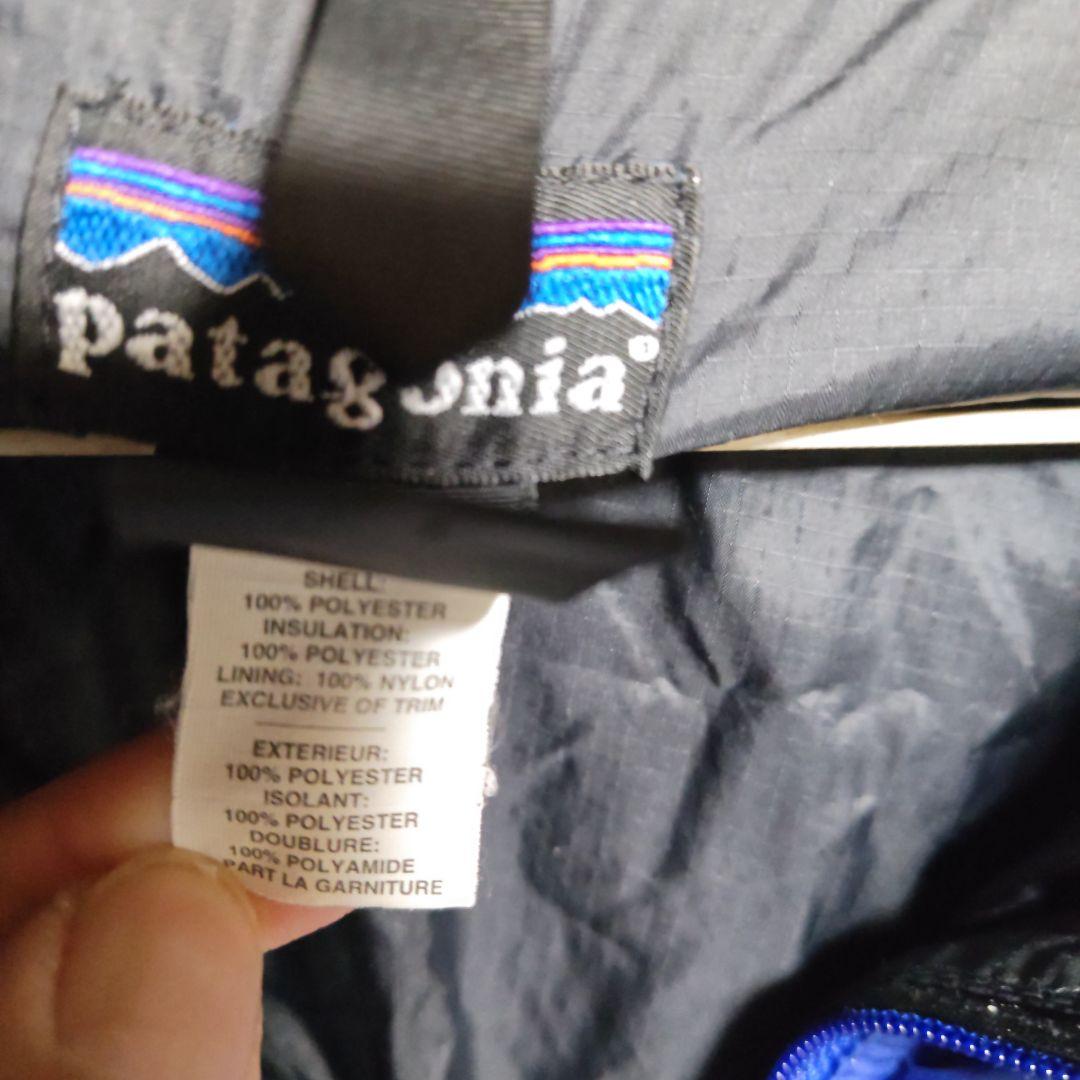 patagonia®
SHELL:
100% POLYESTER
INSULATION:
100% POLYESTER
LINING: 100% NYLON
EXCLUSIVE OF TRIM
EXTERIEUR:
100% POLYESTER
ISOLANT:
100% POLYESTER
DOUBLURE:
100% POLYAMIDE
PART LA GARNITURE